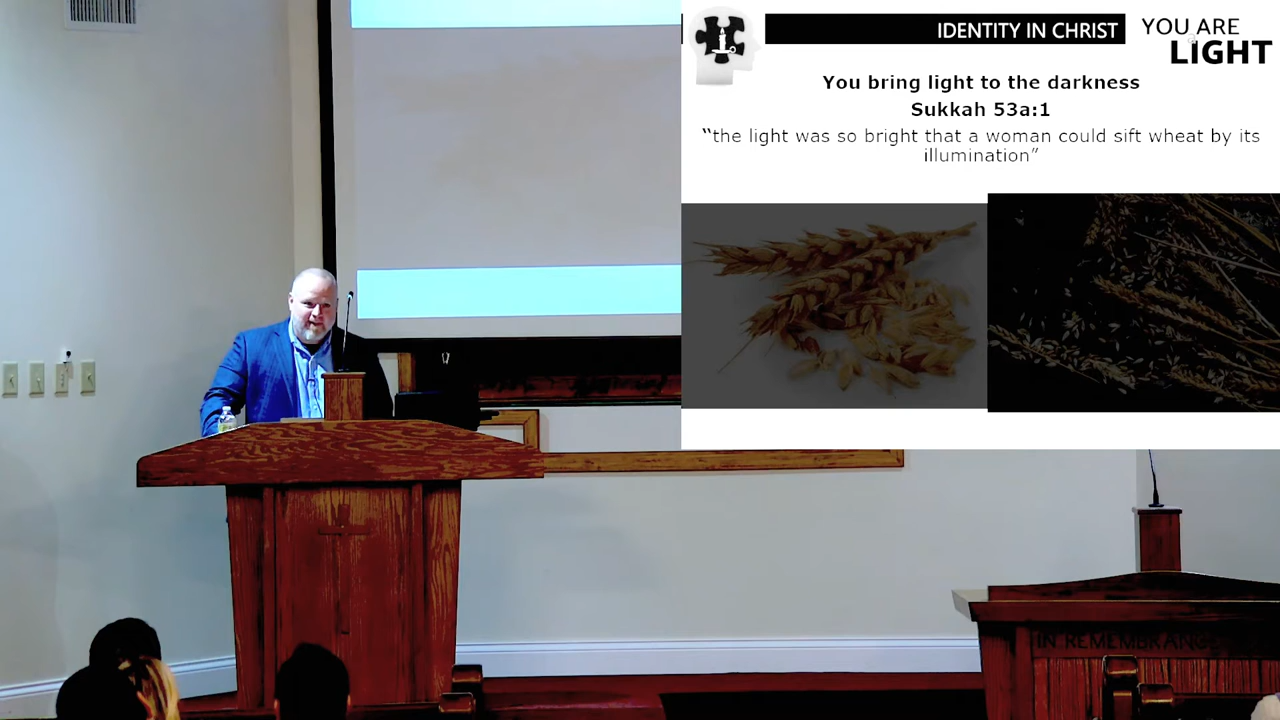 IDENTITY IN CHRIST
YOU ARE
LIGHT
You bring light to the darkness
Sukkah 53a:1
“the light was so bright that a woman could sift wheat by its
illumination”
IN REMEMBRANCE